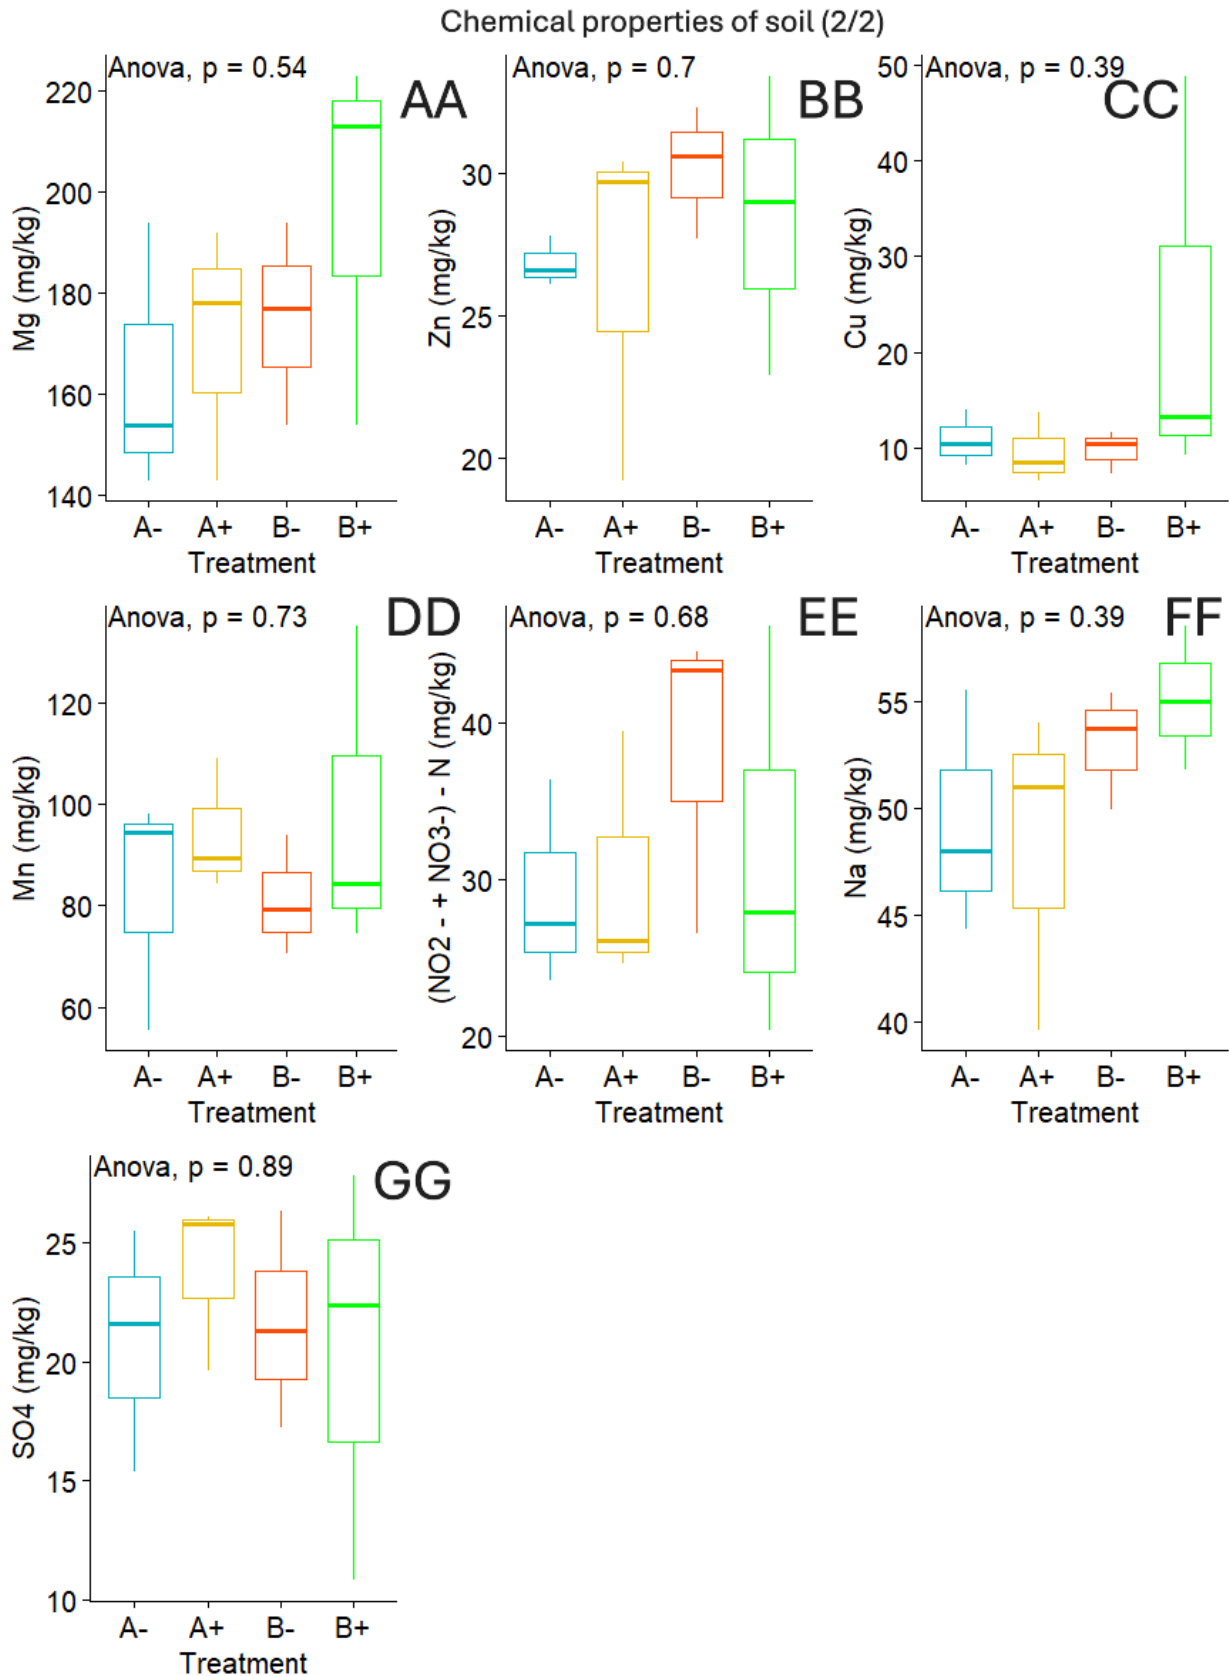 Chemical properties of soil (2/2)
Anova, p = 0.54
AA
Mg (mg/kg)
220
200
180
160
140
A- A+ B- B+
Treatment
Anova, p = 0.7
BB
Zn (mg/kg)
30
25
20
A- A+ B- B+
Treatment
Anova, p = 0.39
CC
Cu (mg/kg)
50
40
30
20
10
A- A+ B- B+
Treatment
Anova, p = 0.73
DD
Mn (mg/kg)
120
100
80
60
A- A+ B- B+
Treatment
Anova, p = 0.68
EE
(NO2 - + NO3-) - N (mg/kg)
40
30
20
A- A+ B- B+
Treatment
Anova, p = 0.39
FF
Na (mg/kg)
55
50
45
40
A- A+ B- B+
Treatment
Anova, p = 0.89
GG
SO4 (mg/kg)
25
20
15
10
A- A+ B- B+
Treatment